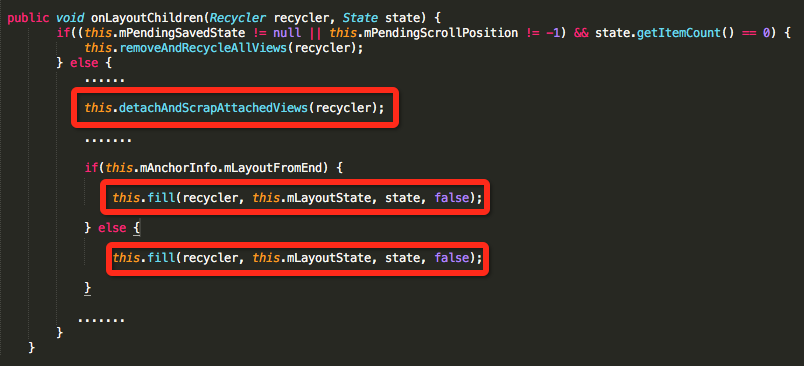 public void onLayoutChildren(Recycler recycler, State state) {
if((this.mPendingSavedState != null || this.mPendingScrollPosition != -1) && state.getItemCount() == 0) {
this.removeAndRecycleAllViews(recycler);
} else {
......
this.detachAndScrapAttachedViews(recycler);
.......
if(this.mAnchorInfo.mLayoutFromEnd) {
this.fill(recycler, this.mLayoutState, state, false);
} else {
this.fill(recycler, this.mLayoutState, state, false);
}
.......
}
}